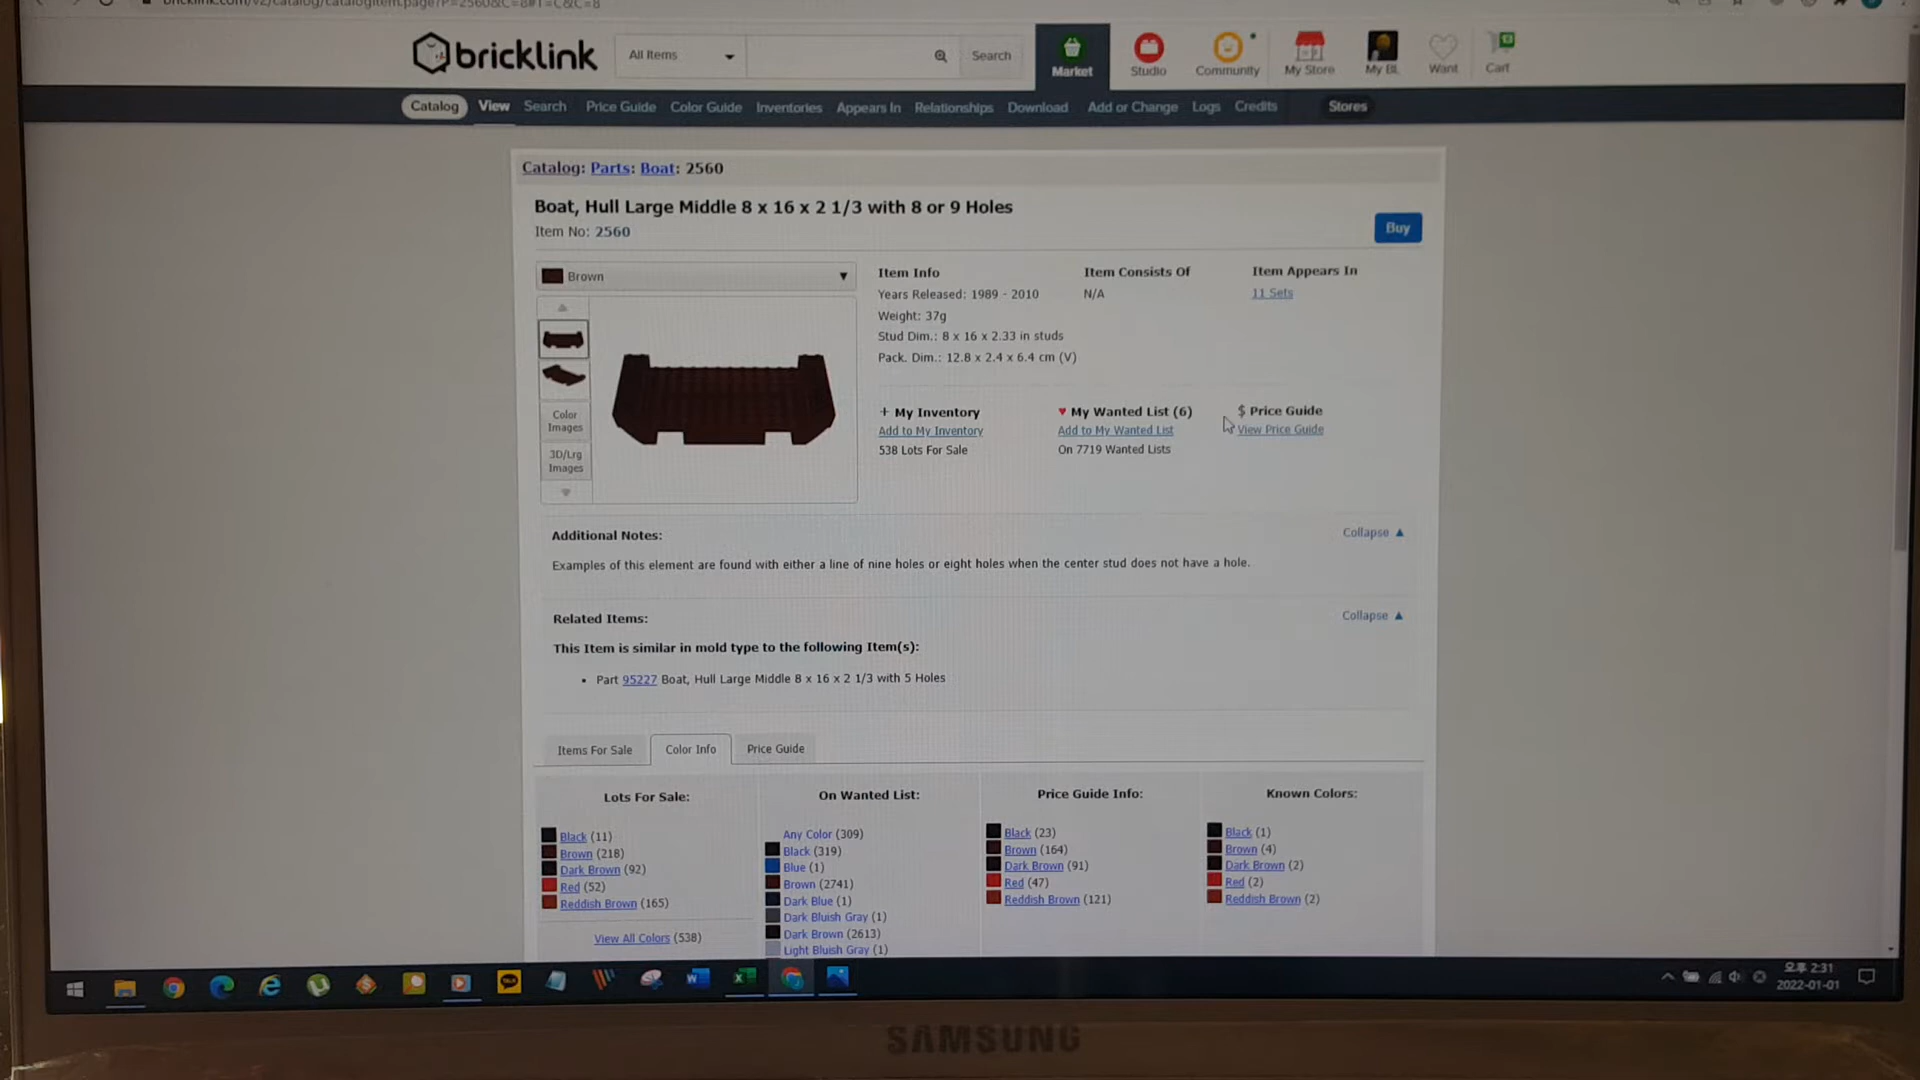 bricklink
All Items
Search
Market
Studio
Community
My Store
My BL
Want
Cart
Catalog View Search Price Guide Color Guide Inventories Appears In Relationships Download Add or Change Logs Credits Stores
Catalog: Parts: Boat: 2560
Boat, Hull Large Middle 8 x 16 x 2 1/3 with 8 or 9 Holes
Item No: 2560
Buy
Brown
Color
Images
3D/Lrg
Images
Item Info
Years Released: 1989 - 2010
Weight: 37g
Stud Dim.: 8 x 16 x 2.33 in studs
Pack. Dim.: 12.8 x 2.4 x 6.4 cm (V)
Item Consists Of
N/A
Item Appears In
11 Sets
+ My Inventory
Add to My Inventory
538 Lots For Sale
♥ My Wanted List (6)
Add to My Wanted List
On 7719 Wanted Lists
$ Price Guide
View Price Guide
Additional Notes:
Collapse ▲
Examples of this element are found with either a line of nine holes or eight holes when the center stud does not have a hole.
Related Items:
Collapse ▲
This Item is similar in mold type to the following Item(s):
• Part 95227 Boat, Hull Large Middle 8 x 16 x 2 1/3 with 5 Holes
Items For Sale
Color Info
Price Guide
Lots For Sale:
Black (11)
Brown (218)
Dark Brown (92)
Red (52)
Reddish Brown (165)
View All Colors (538)
On Wanted List:
Any Color (309)
Black (319)
Blue (1)
Brown (2741)
Dark Blue (1)
Dark Bluish Gray (1)
Dark Brown (2613)
Light Bluish Gray (1)
Price Guide Info:
Black (23)
Brown (164)
Dark Brown (91)
Red (47)
Reddish Brown (121)
Known Colors:
Black (1)
Brown (4)
Dark Brown (2)
Red (2)
Reddish Brown (2)
오후 2:31
2022-01-01
SAMSUNG